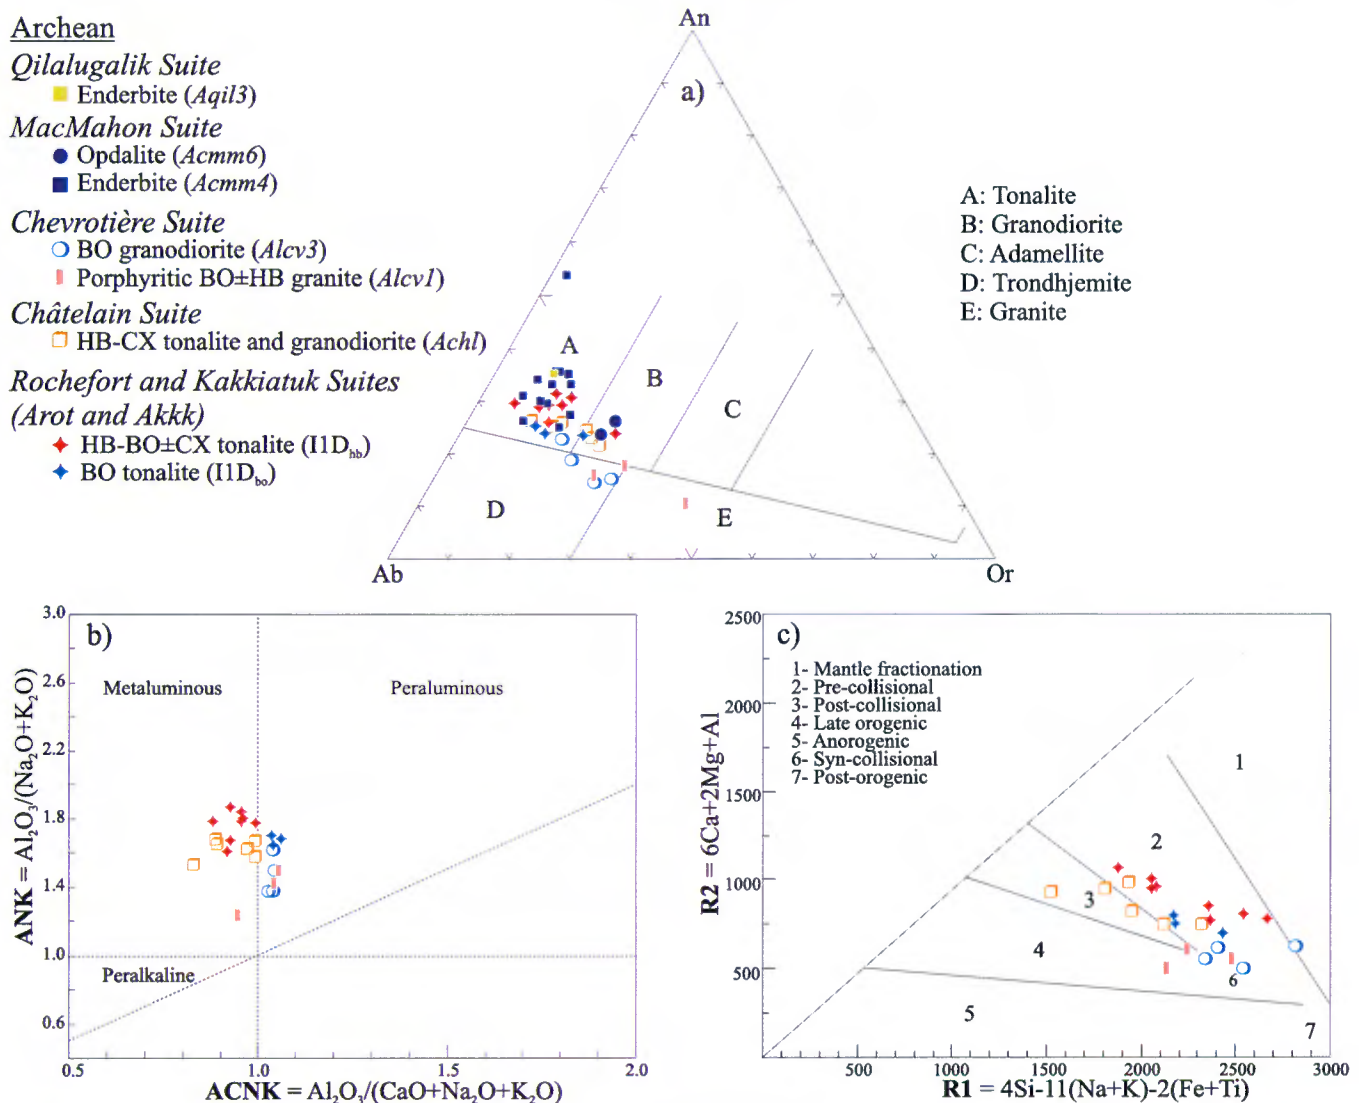 Archean
Qilalugalik Suite
Enderbite (Aqil3)
MacMahon Suite
Opdalite (Acmm6)
Enderbite (Acmm4)
Chevrotière Suite
BO granodiorite (Alcv3)
Porphyritic BO±HB granite (Alcv1)
Châtelain Suite
HB-CX tonalite and granodiorite (Achl)
Rochefort and Kakkiatuk Suites
(Arot and Akkk)
HB-BO±CX tonalite (I1Dhb)
BO tonalite (I1Dbo)
An
a)
A
B
C
D
E
Ab
Or
A: Tonalite
B: Granodiorite
C: Adamellite
D: Trondhjemite
E: Granite
b)
3.0
2.6
2.2
1.8
1.4
1.0
0.6
ANK = Al2O3/(Na2O+K2O)
Metaluminous
Peraluminous
Peralkaline
0.5
1.0
1.5
2.0
ACNK = Al2O3/(CaO+Na2O+K2O)
c)
2500
2000
1500
1000
500
R2 = 6Ca+2Mg+Al
1- Mantle fractionation
2- Pre-collisional
3- Post-collisional
4- Late orogenic
5- Anorogenic
6- Syn-collisional
7- Post-orogenic
1
2
3
4
5
6
7
500
1000
1500
2000
2500
3000
R1 = 4Si-11(Na+K)-2(Fe+Ti)